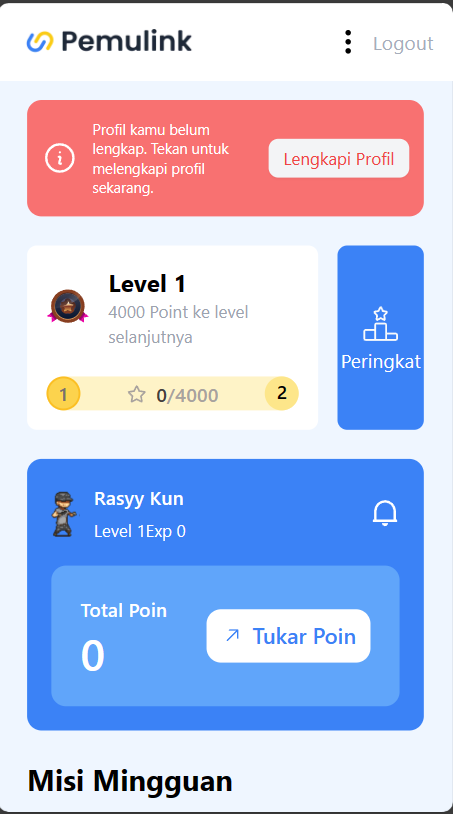 Pemulink
Logout
Profil kamu belum
lengkap. Tekan untuk
melengkapi profil
sekarang.
Lengkapi Profil
Level 1
4000 Point ke level
selanjutnya
1
0/4000
2
Peringkat
Rasyy Kun
Level 1Exp 0
Total Poin
0
Tukar Poin
Misi Mingguan